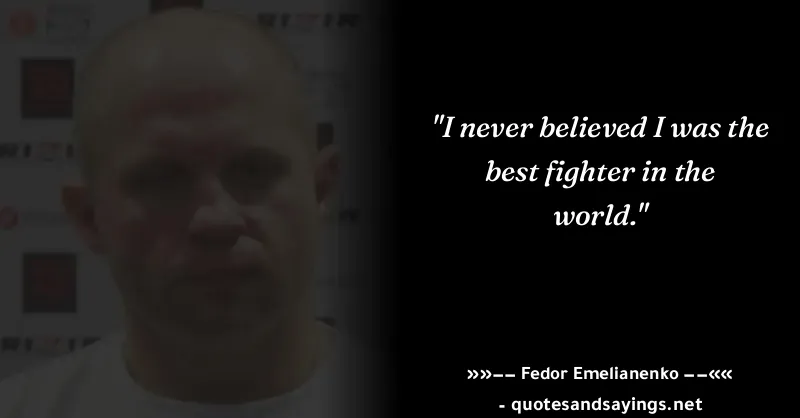 "I never believed I was the
best fighter in the
world."
»»-- Fedor Emelianenko --««
- quotesandsayings.net